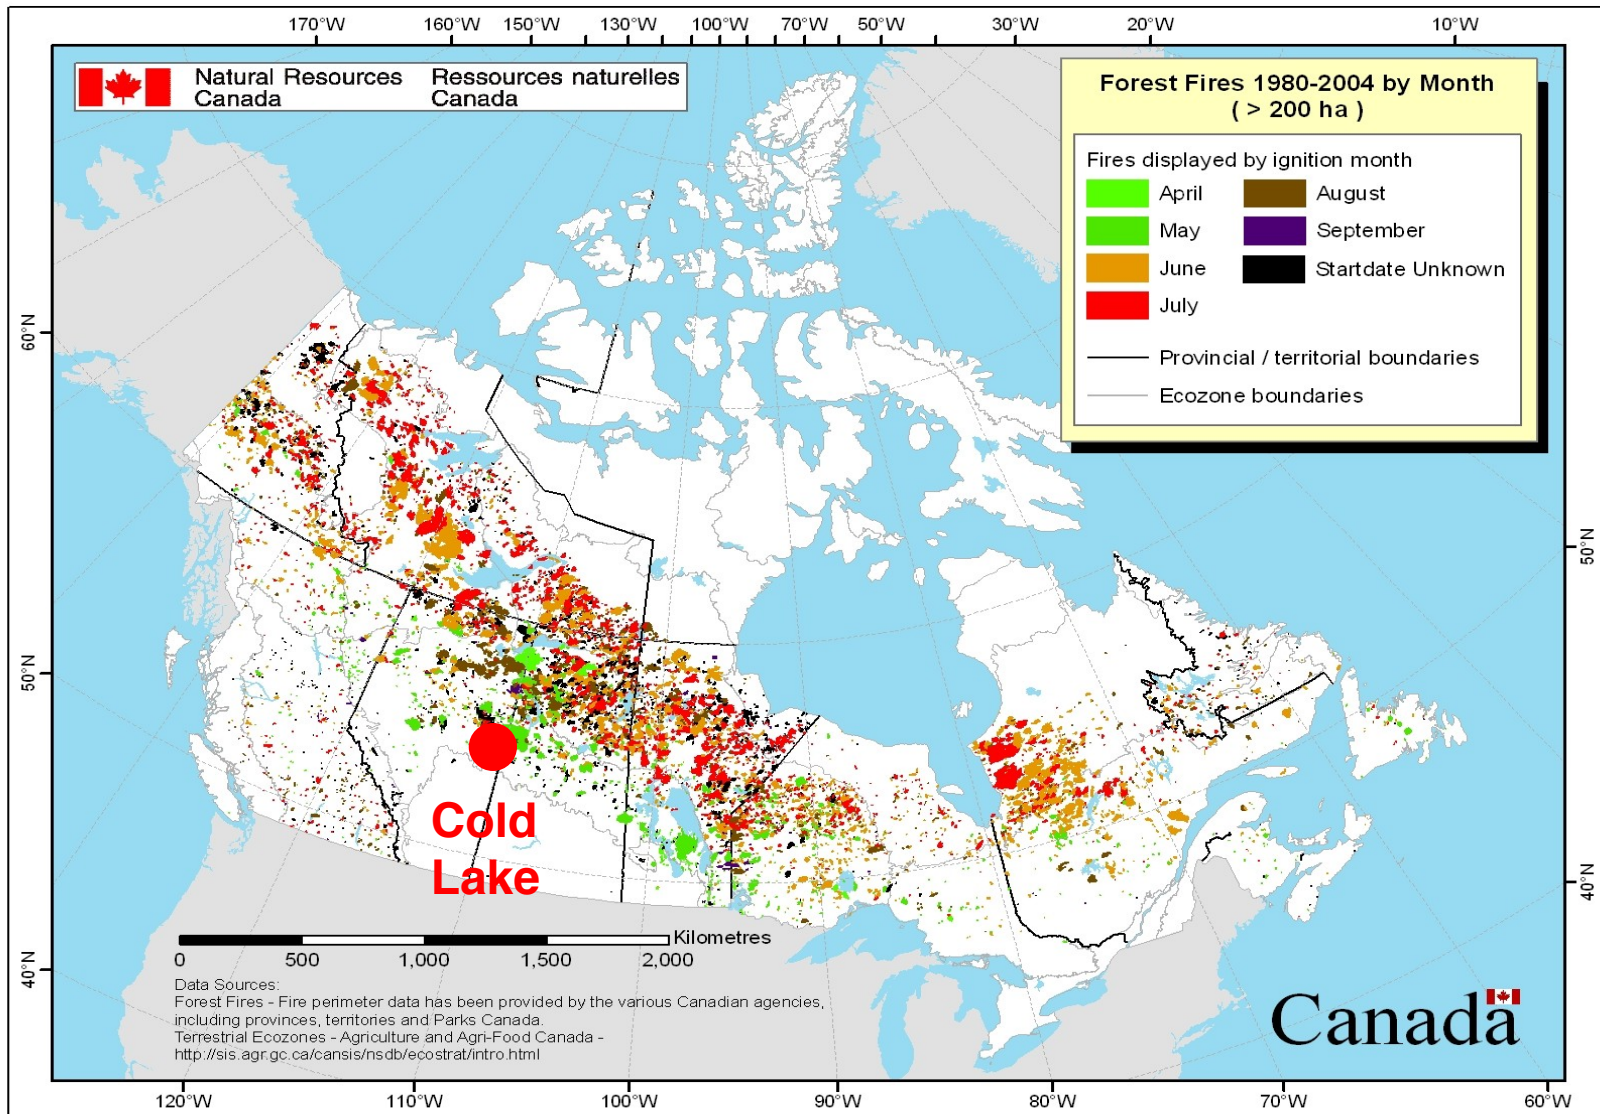 170°W 160°W 150°W 130°W 100°W 70°W 50°W 30°W 20°W 10°W
Natural Resources Ressources naturelles
Canada Canada
Forest Fires 1980-2004 by Month
( > 200 ha )
Fires displayed by ignition month
April August
May September
June Startdate Unknown
July
Provincial / territorial boundaries
Ecozone boundaries
60°N
50°N
50°N
40°N
40°N
Cold
Lake
Kilometres
0 500 1,000 1,500 2,000
Data Sources:
Forest Fires - Fire perimeter data has been provided by the various Canadian agencies,
including provinces, territories and Parks Canada.
Terrestrial Ecozones - Agriculture and Agri-Food Canada -
http://sis.agr.gc.ca/cansis/nsdb/ecostrat/intro.html
Canada
120°W 110°W 100°W 90°W 80°W 70°W 60°W